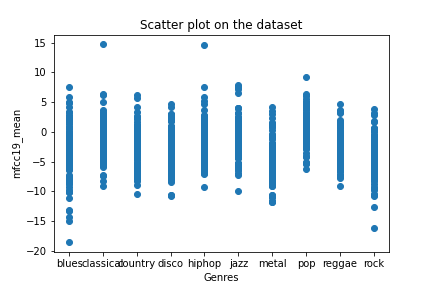 Scatter plot on the dataset
mfcc19_mean
15
10
5
0
−5
−10
−15
−20
blues classical country disco hiphop jazz metal pop reggae rock
Genres